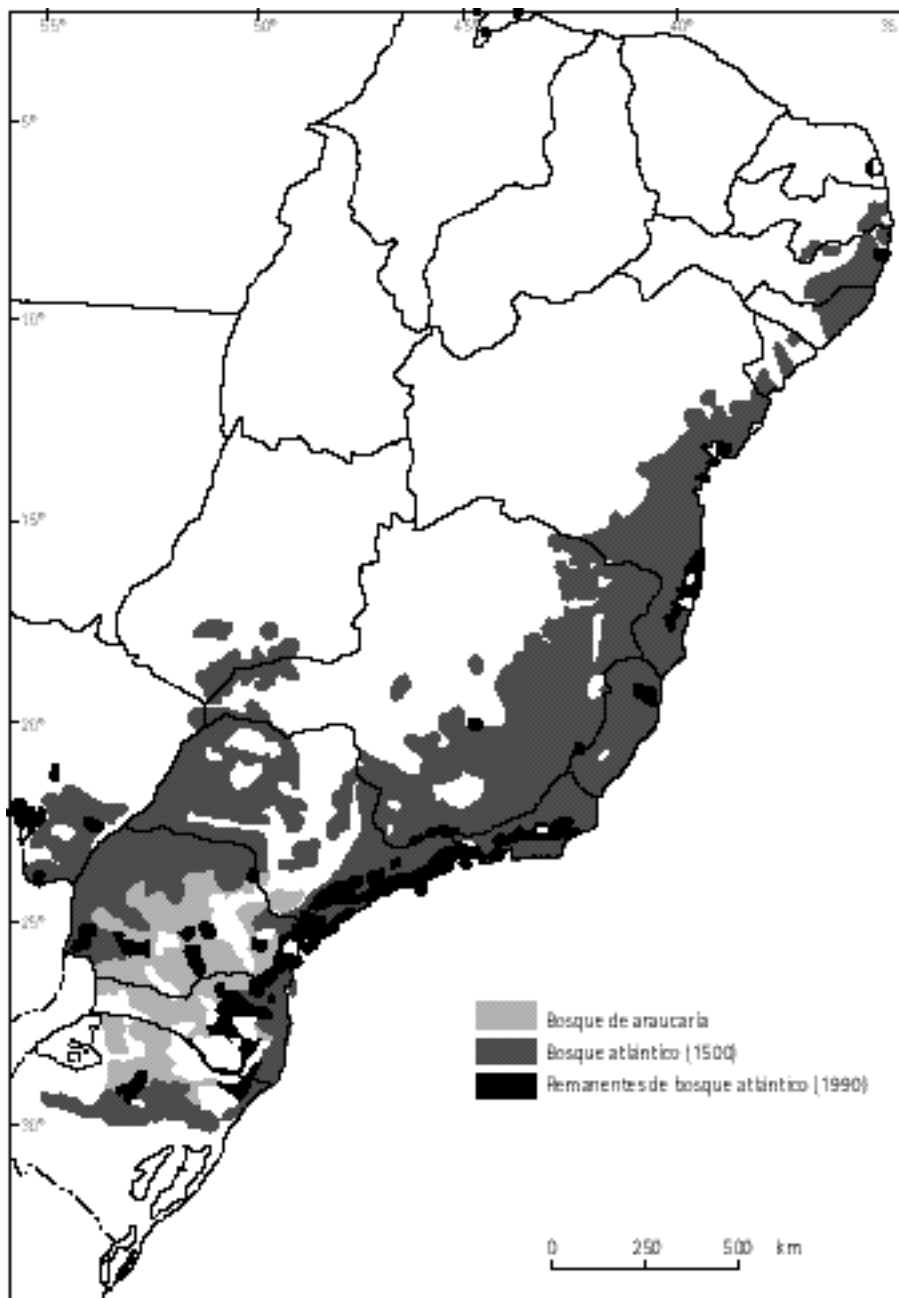 55° 50° 45° 40° 35
5°
10°
15°
20°
25°
30°
Bosque de araucaria
Bosque atlántico (1500)
Remanentes de bosque atlántico (1990)
0 250 500 km